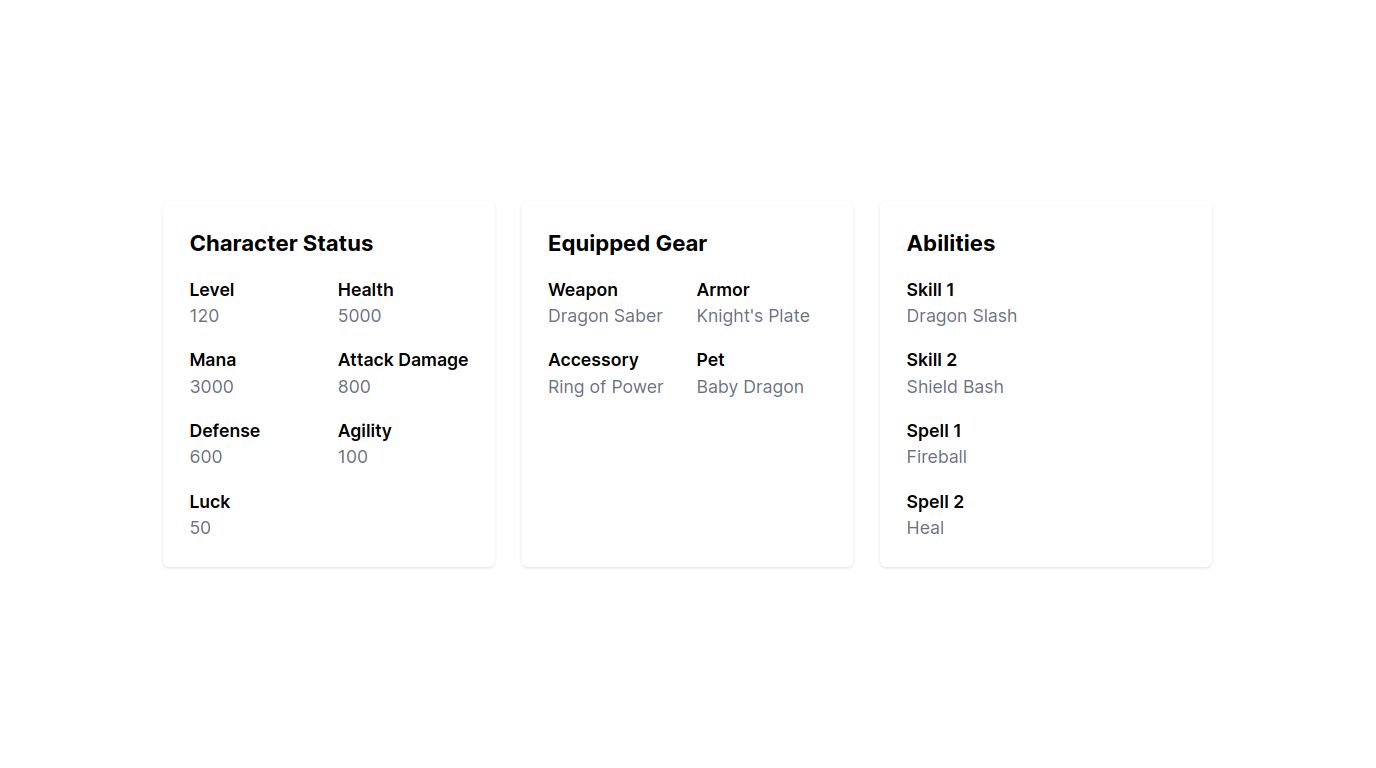 Character Status
Level
120
Health
5000
Mana
3000
Attack Damage
800
Defense
600
Agility
100
Luck
50
Equipped Gear
Weapon
Dragon Saber
Armor
Knight's Plate
Accessory
Ring of Power
Pet
Baby Dragon
Abilities
Skill 1
Dragon Slash
Skill 2
Shield Bash
Spell 1
Fireball
Spell 2
Heal